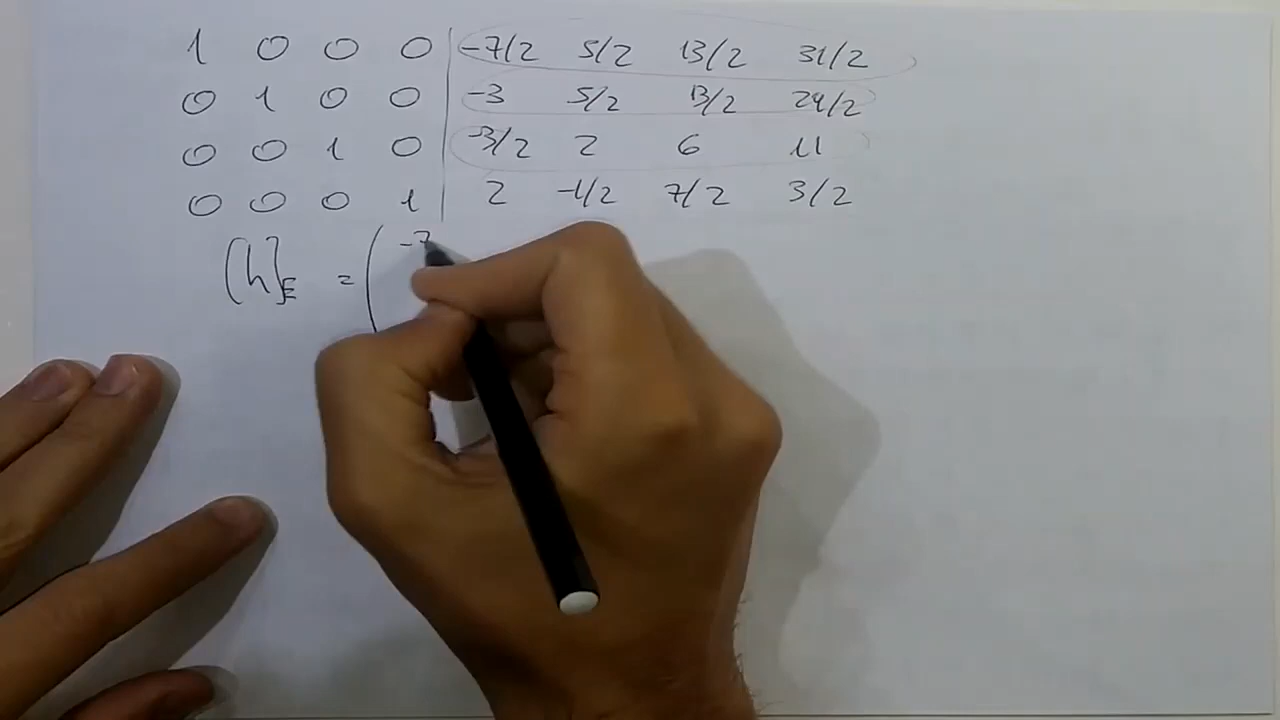 1 0 0 0 | -7/2 5/2 13/2 31/2
0 1 0 0 | -3 5/2 13/2 29/2
0 0 1 0 | -3/2 2 6 11
0 0 0 1 | 2 -1/2 7/2 3/2
[h]E = ( -7